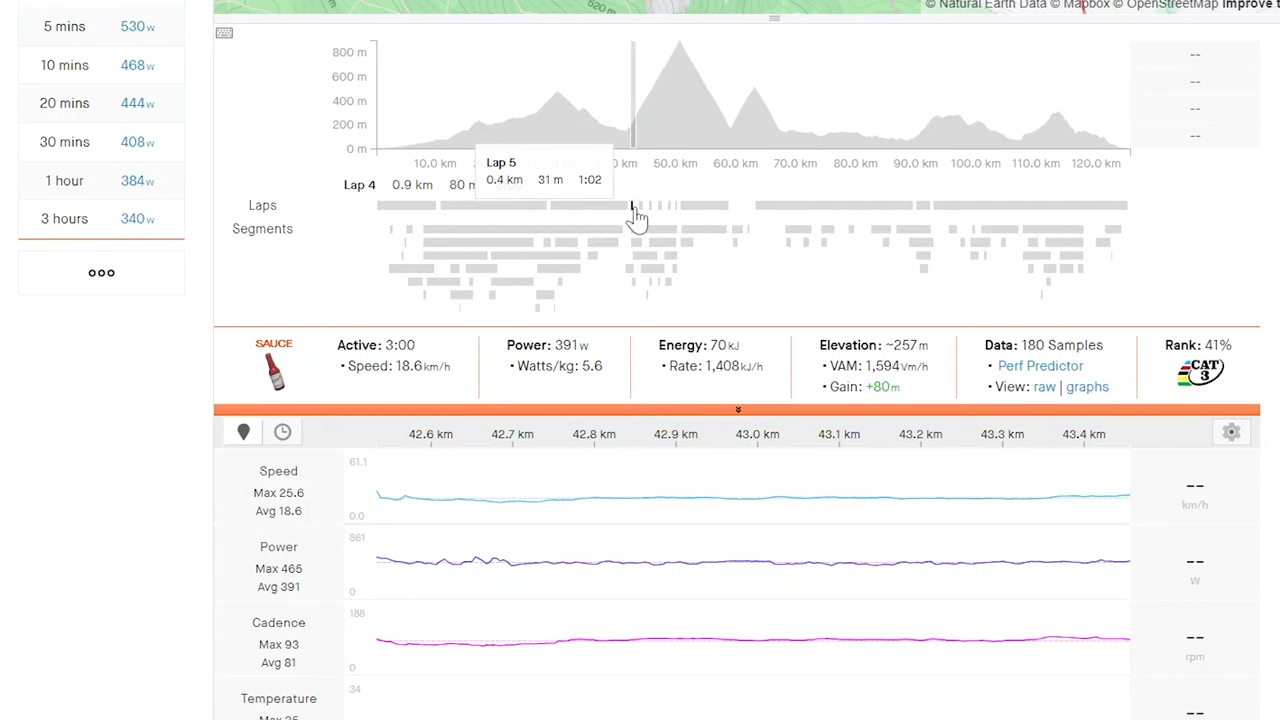 520 m
© Natural Earth Data © Mapbox © OpenStreetMap Improve t
5 mins 530w
10 mins 468w
20 mins 444w
30 mins 408w
1 hour 384w
3 hours 340w
800 m
600 m
400 m
200 m
0 m
--
--
--
--
10.0 km 50.0 km 60.0 km 70.0 km 80.0 km 90.0 km 100.0 km 110.0 km 120.0 km
Lap 5
0.4 km 31 m 1:02
Lap 4 0.9 km 80 m
Laps
Segments
SAUCE
Active: 3:00
• Speed: 18.6km/h
Power: 391w
• Watts/kg: 5.6
Energy: 70kJ
• Rate: 1,408kJ/h
Elevation: ~257m
• VAM: 1,594Vm/h
• Gain: +80m
Data: 180 Samples
• Perf Predictor
• View: raw | graphs
Rank: 41%
CAT
3
42.6 km 42.7 km 42.8 km 42.9 km 43.0 km 43.1 km 43.2 km 43.3 km 43.4 km
Speed
Max 25.6
Avg 18.6
61.1
0.0
--
km/h
Power
Max 465
Avg 391
861
0
--
W
Cadence
Max 93
Avg 81
188
0
--
rpm
Temperature
Max 25
34
--